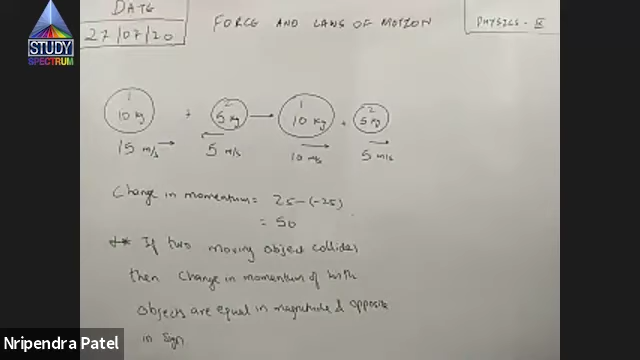 DATE
27/07/20
FORCE AND LAWS OF MOTION
PHYSICS - IX
STUDY
SPECTRUM
1 2 1 2
10 Kg + 5 Kg → 10 Kg + 5 Kg
15 m/s → ← 5 m/s 10 m/s → 5 m/s →
Change in momentum = 25 - (-25)
= 50
** If two moving object collides
then change in momentum of both
objects are equal in magnitude & opposite
in sign
Nripendra Patel